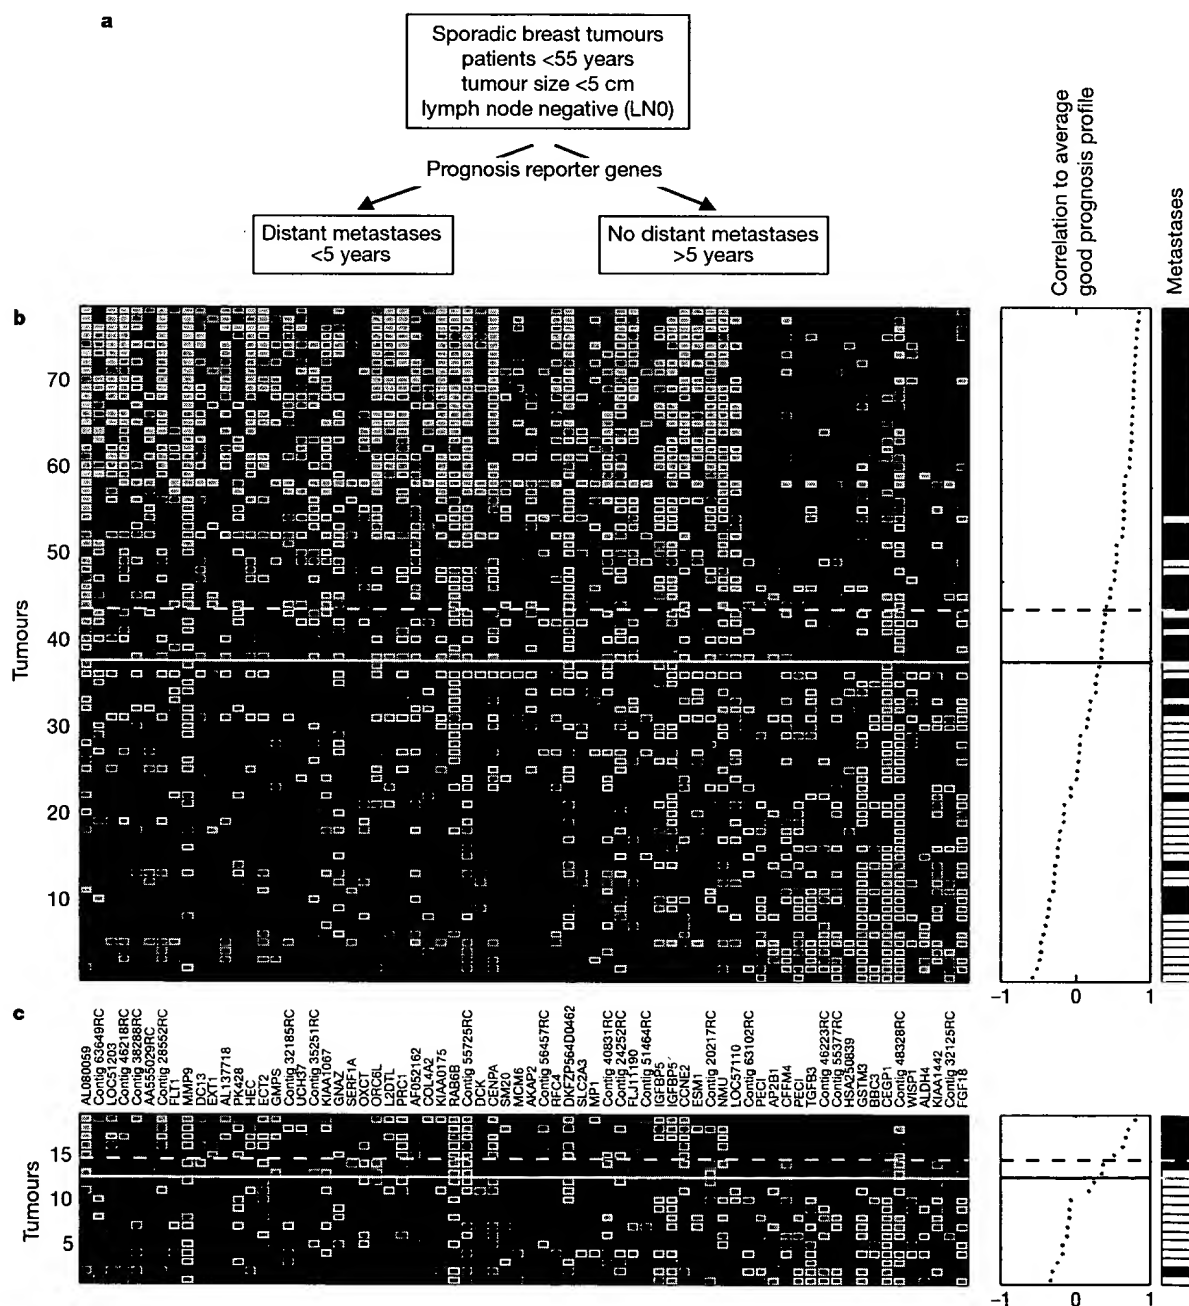 a
Sporadic breast tumours
patients <55 years
tumour size <5 cm
lymph node negative (LN0)
Prognosis reporter genes
Distant metastases
<5 years
No distant metastases
>5 years
Correlation to average
good prognosis profile
Metastases
b
70
60
50
40
30
20
10
Tumours
−1
0
1
c
AL080059
Contig 63649RC
LOC51203
Contig 46218RC
Contig 38288RC
AA555029RC
Contig 28552RC
FLT1
MMP9
DC13
EXT1
AL137718
PK428
HEC
ECT2
GMPS
Contig 32185RC
UCH37
Contig 35251RC
KIAA1067
GNAZ
SERF1A
OXCT
ORC6L
L2DTL
PRC1
AF052162
COL4A2
KIAA0175
RAB6B
Contig 55725RC
DCK
CENPA
SM20
MCM6
AKAP2
Contig 56457RC
RFC4
DKFZP564D0462
SLC2A3
MP1
Contig 40831RC
Contig 24252RC
FLJ11190
Contig 51464RC
IGFBP5
IGFBP5
CCNE2
ESM1
Contig 20217RC
NMU
LOC57110
Contig 63102RC
PECI
AP2B1
CFFM4
PECI
TGFB3
Contig 46223RC
Contig 55377RC
HSA250839
GSTM3
BBC3
CEGP1
Contig 48328RC
WISP1
ALDH4
KIAA1442
Contig 32125RC
FGF18
15
10
5
Tumours
−1
0
1